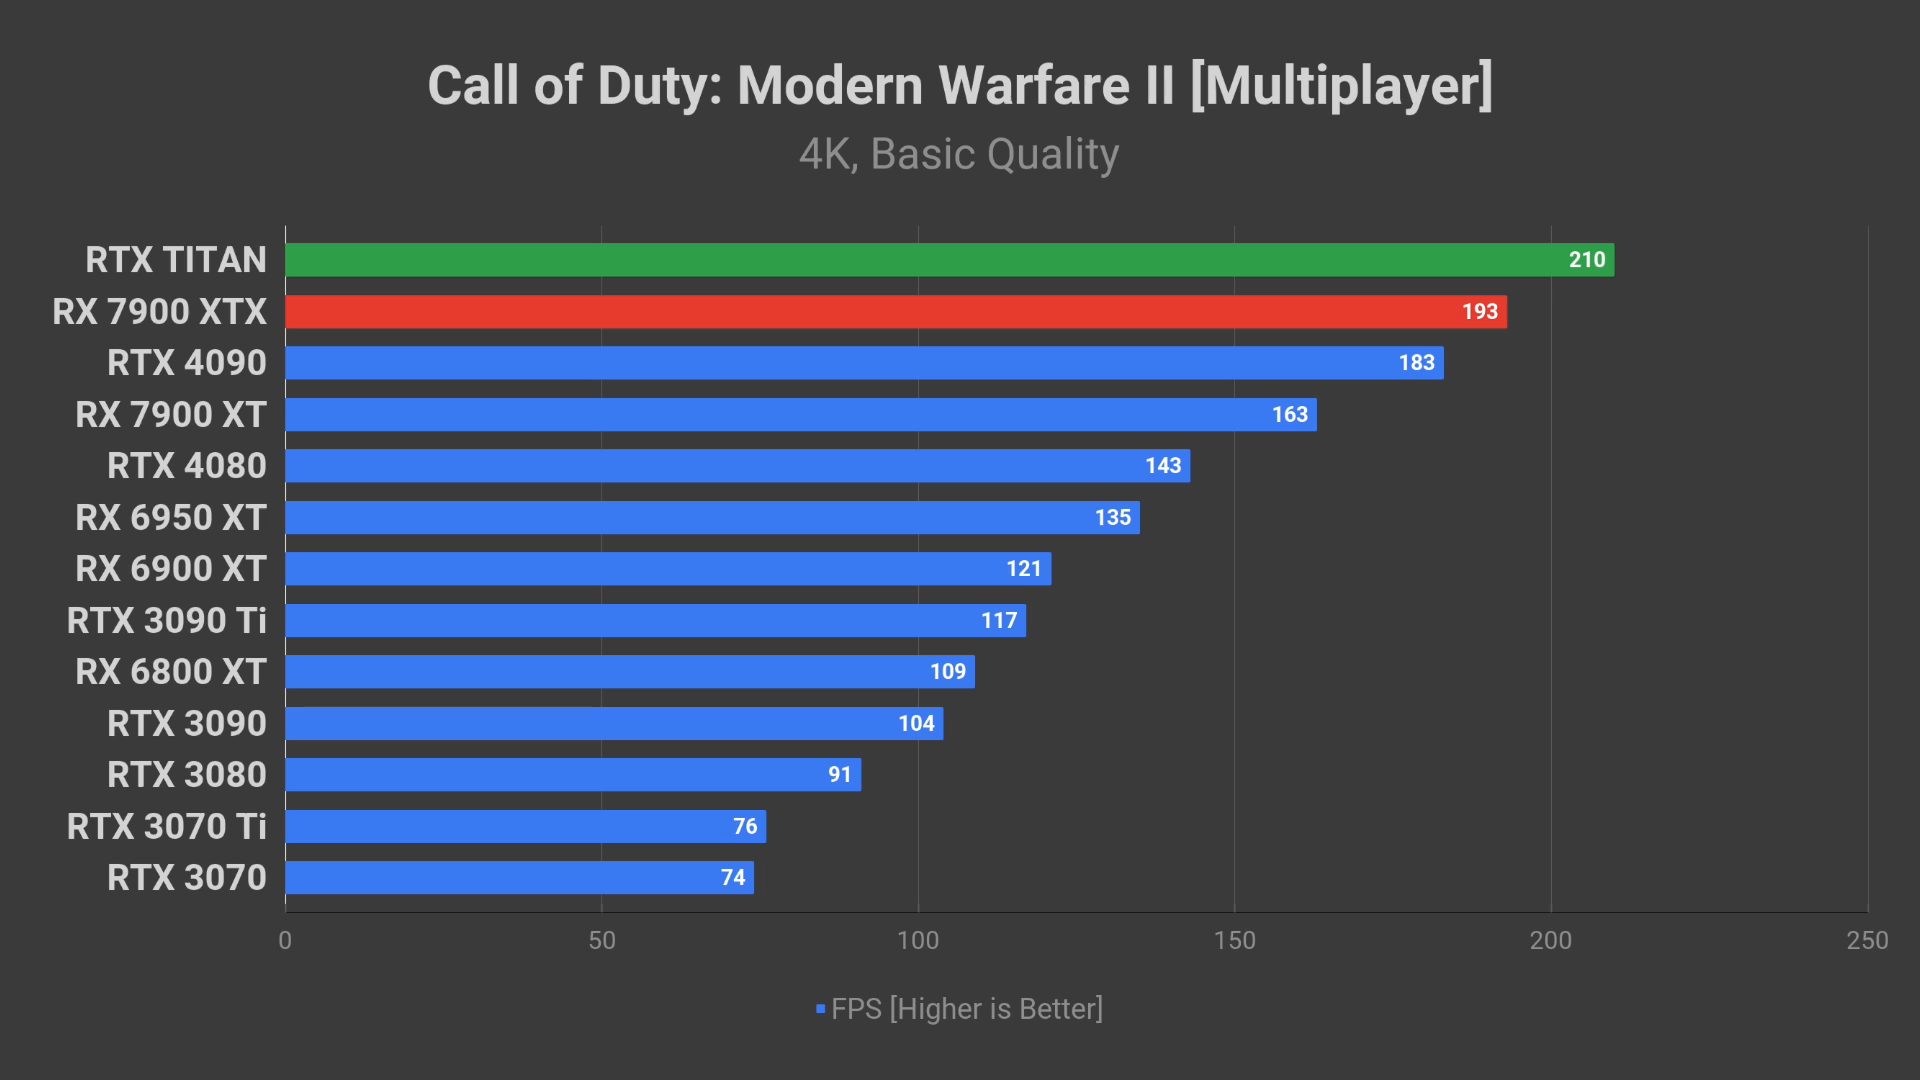 Call of Duty: Modern Warfare II [Multiplayer]
4K, Basic Quality
RTX TITAN 210
RX 7900 XTX 193
RTX 4090 183
RX 7900 XT 163
RTX 4080 143
RX 6950 XT 135
RX 6900 XT 121
RTX 3090 Ti 117
RX 6800 XT 109
RTX 3090 104
RTX 3080 91
RTX 3070 Ti 76
RTX 3070 74
0 50 100 150 200 250
FPS [Higher is Better]